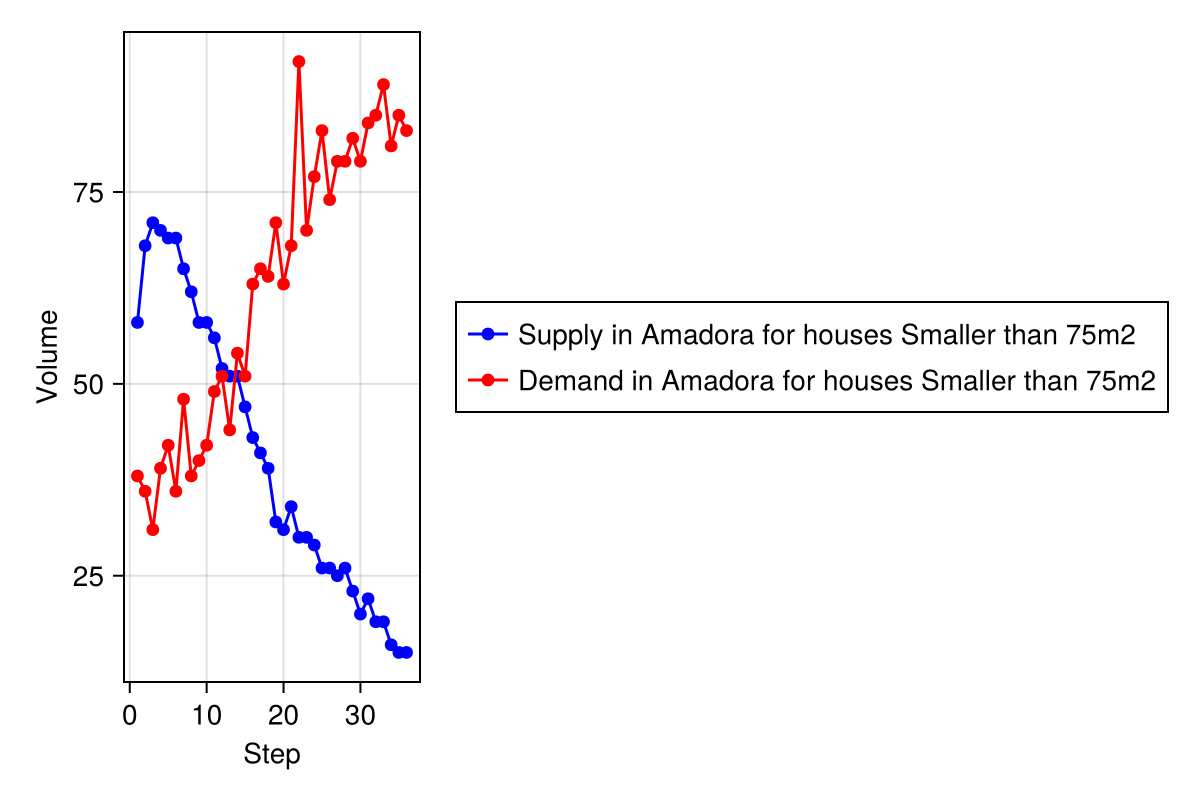 Volume
75
50
25
0 10 20 30
Step
Supply in Amadora for houses Smaller than 75m2
Demand in Amadora for houses Smaller than 75m2